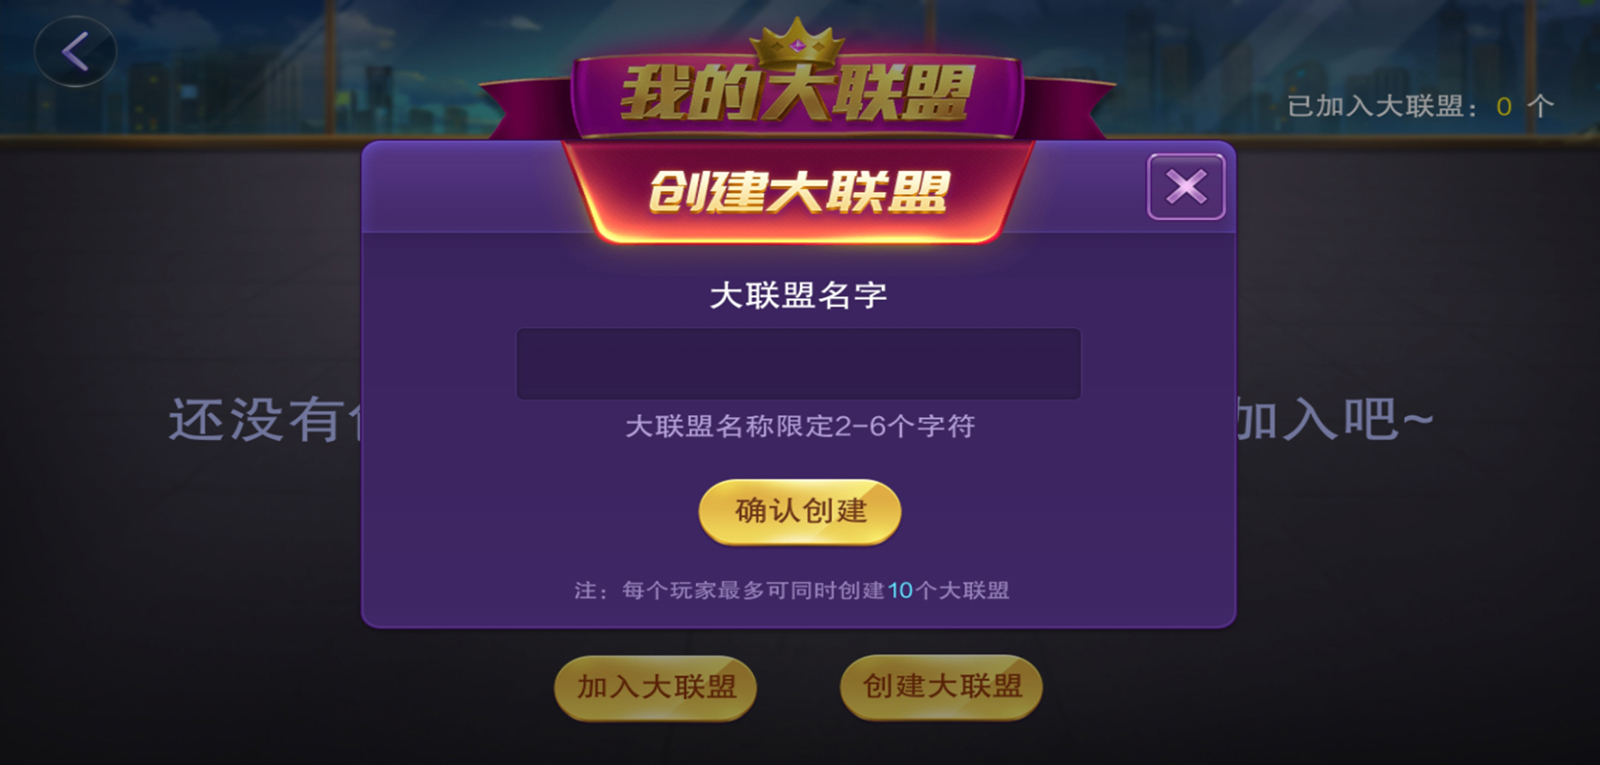 我的大联盟
已加入大联盟：0 个
创建大联盟
大联盟名字
还没有
加入吧~
大联盟名称限定2-6个字符
确认创建
注：每个玩家最多可同时创建10个大联盟
加入大联盟
创建大联盟